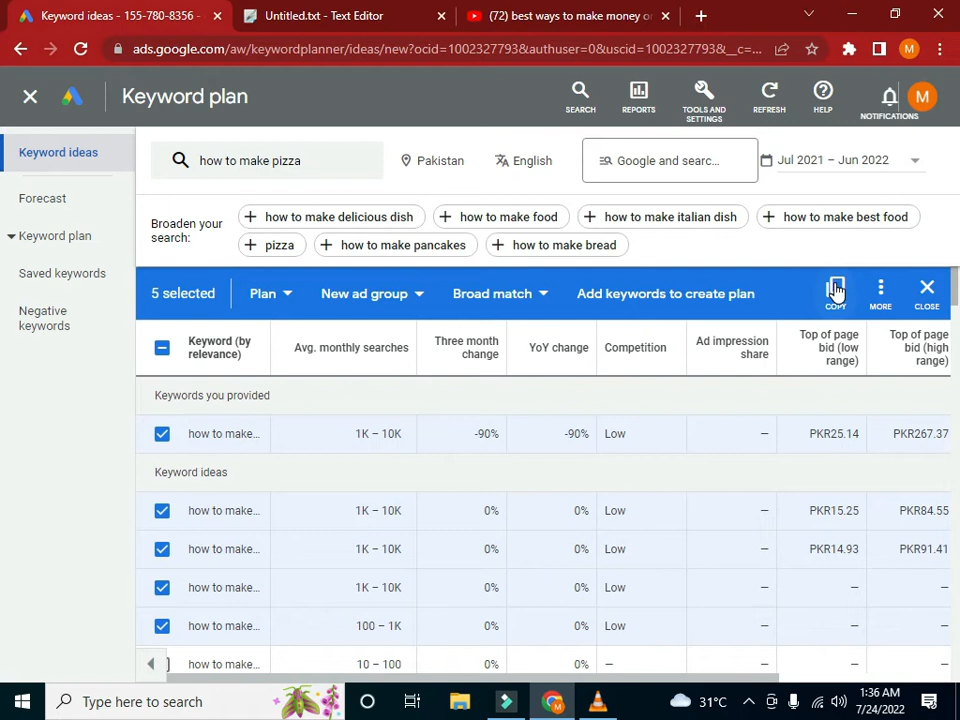 Keyword ideas - 155-780-8356 -
Untitled.txt - Text Editor
(72) best ways to make money o
ads.google.com/aw/keywordplanner/ideas/new?ocid=1002327793&authuser=0&uscid=1002327793&__c=...
M
Keyword plan
SEARCH
REPORTS
TOOLS AND
SETTINGS
REFRESH
HELP
NOTIFICATIONS
M
Keyword ideas
Forecast
Keyword plan
Saved keywords
Negative
keywords
how to make pizza
Pakistan
English
Google and searc...
Jul 2021 – Jun 2022
Broaden your
search:
how to make delicious dish
how to make food
how to make italian dish
how to make best food
pizza
how to make pancakes
how to make bread
5 selected
Plan
New ad group
Broad match
Add keywords to create plan
COPY
MORE
CLOSE
Keyword (by
relevance)
Avg. monthly searches
Three month
change
YoY change
Competition
Ad impression
share
Top of page
bid (low
range)
Top of page
bid (high
range)
Keywords you provided
how to make... 1K – 10K -90% -90% Low – PKR25.14 PKR267.37
Keyword ideas
how to make... 1K – 10K 0% 0% Low – PKR15.25 PKR84.55
how to make... 1K – 10K 0% 0% Low – PKR14.93 PKR91.41
how to make... 1K – 10K 0% 0% Low – – –
how to make... 100 – 1K 0% 0% Low – – –
how to make... 10 – 100 0% 0% – – – –
Type here to search
31°C
1:36 AM
7/24/2022